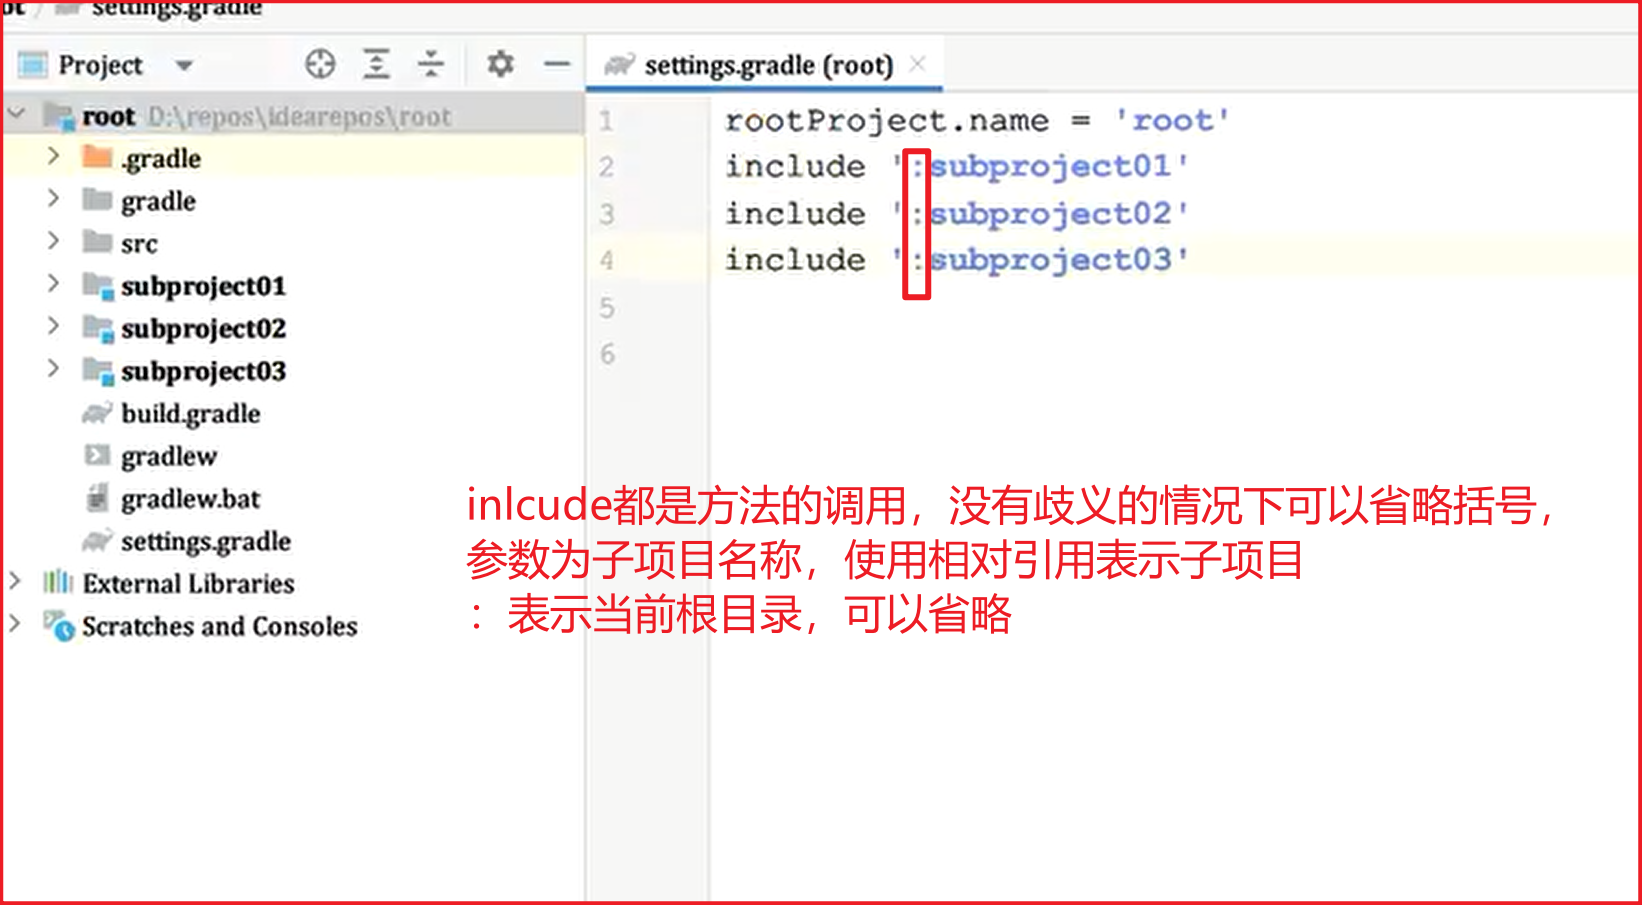 settings.gradle
Project
settings.gradle (root)
root D:\repos\idearepos\root
.gradle
gradle
src
subproject01
subproject02
subproject03
build.gradle
gradlew
gradlew.bat
settings.gradle
External Libraries
Scratches and Consoles
1 rootProject.name = 'root'
2 include ':subproject01'
3 include ':subproject02'
4 include ':subproject03'
5
6
inlcude都是方法的调用，没有歧义的情况下可以省略括号，
参数为子项目名称，使用相对引用表示子项目
：表示当前根目录，可以省略